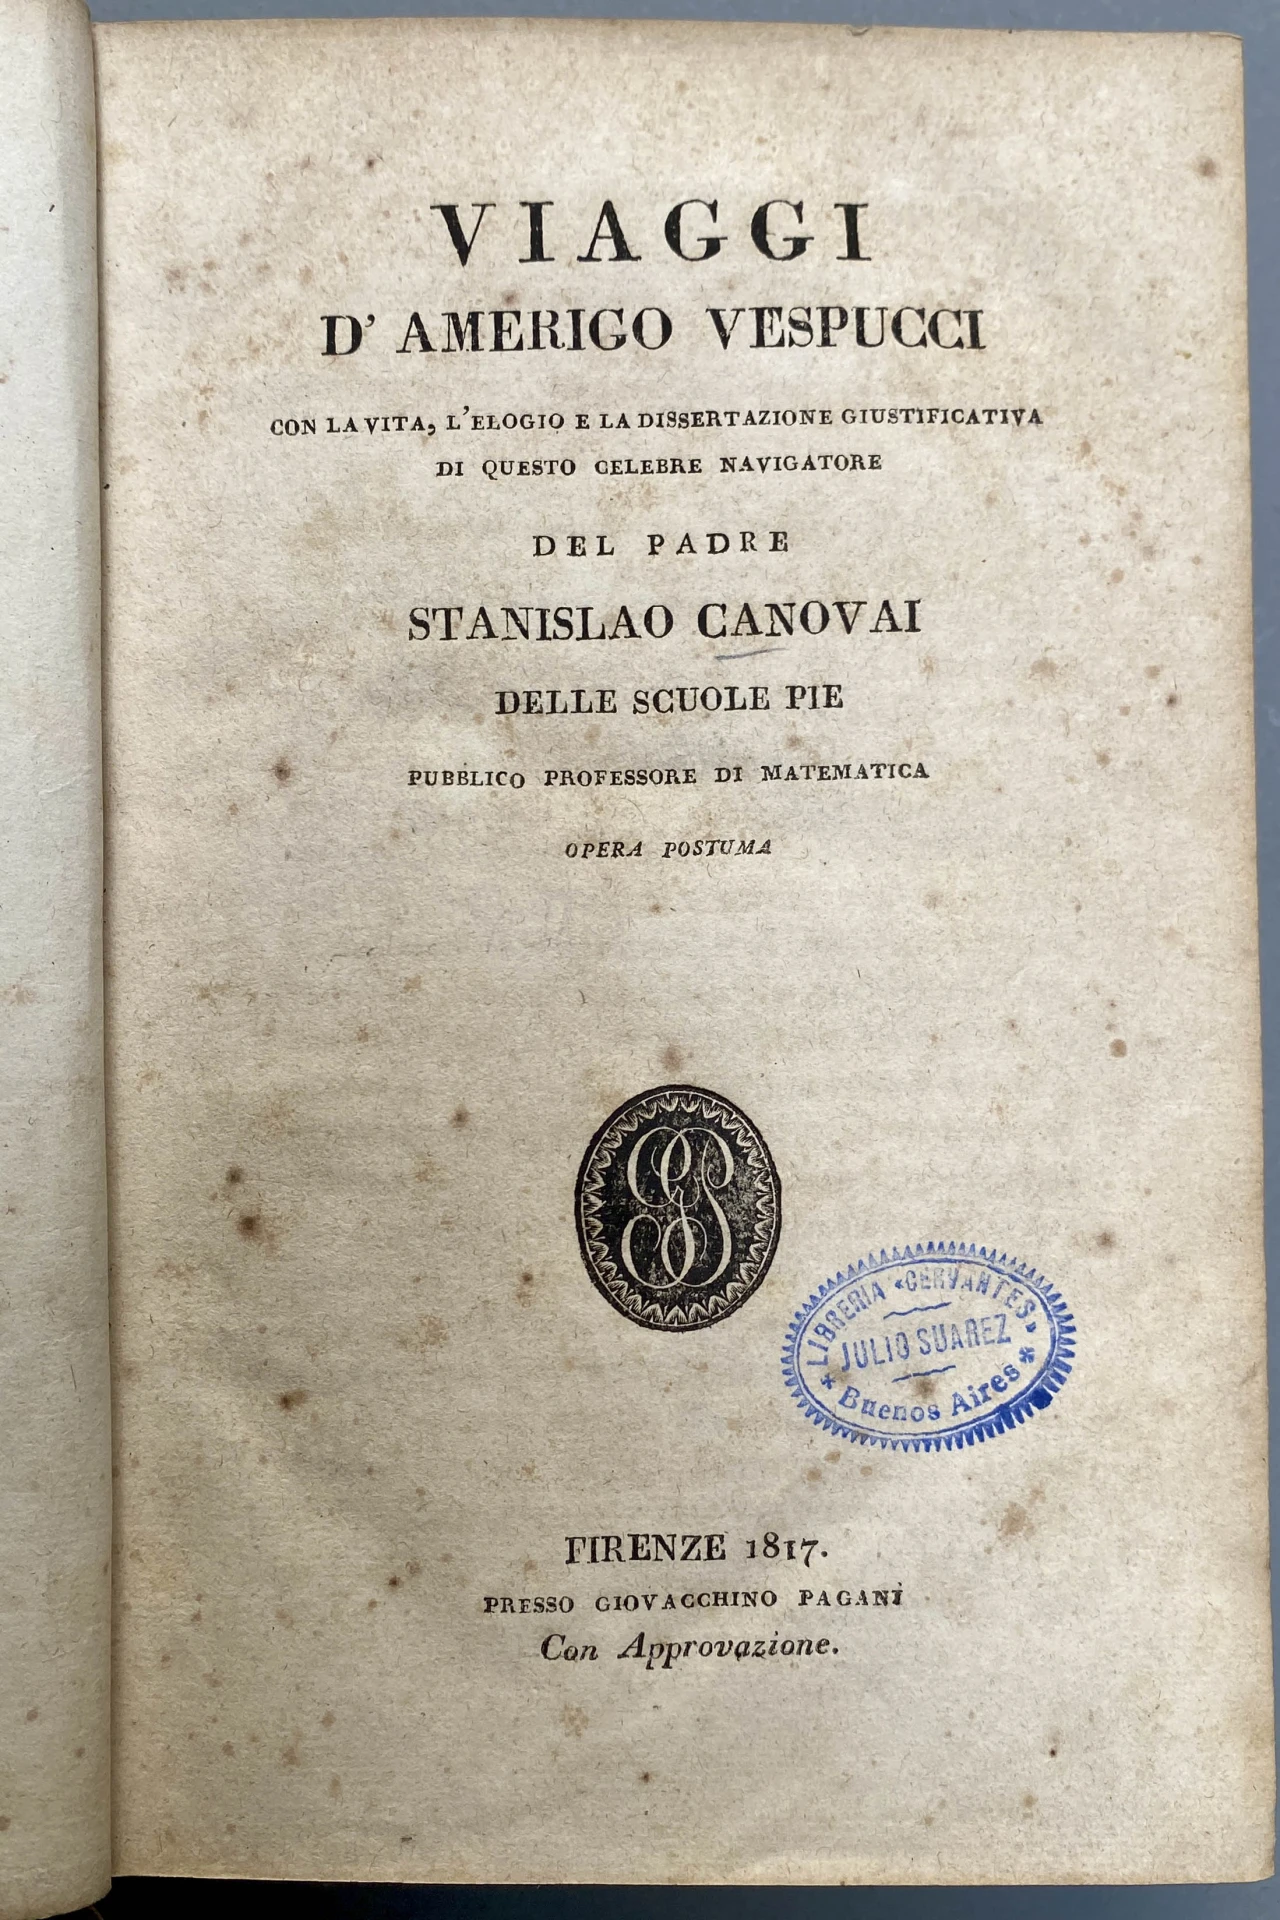 VIAGGI
D' AMERIGO VESPUCCI
CON LA VITA, L'ELOGIO E LA DISSERTAZIONE GIUSTIFICATIVA
DI QUESTO CELEBRE NAVIGATORE
DEL PADRE
STANISLAO CANOVAI
DELLE SCUOLE PIE
PUBBLICO PROFESSORE DI MATEMATICA
OPERA POSTUMA
LIBRERIA «CERVANTES»
JULIO SUAREZ
* Buenos Aires *
FIRENZE 1817.
PRESSO GIOVACCHINO PAGANI
Con Approvazione.